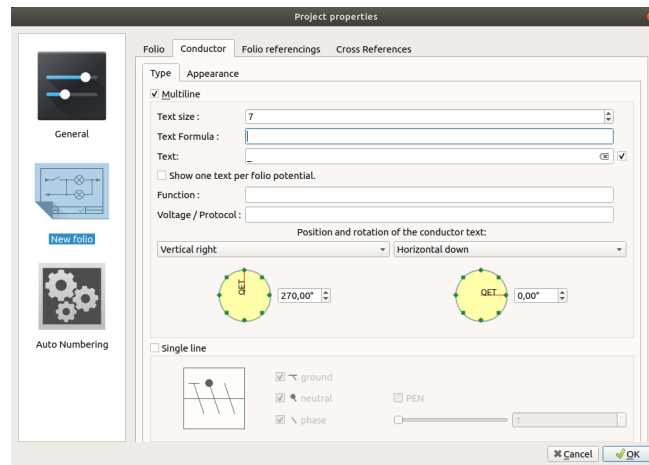 Project properties
Folio Conductor Folio referencings Cross References
Type Appearance
Multiline
Text size : 7
Text Formula :
Text: _
Show one text per folio potential.
Function :
Voltage / Protocol :
Position and rotation of the conductor text:
Vertical right Horizontal down
QET 270,00° QET 0,00°
Single line
ground
neutral PEN
phase 1
General
New folio
Auto Numbering
Cancel OK